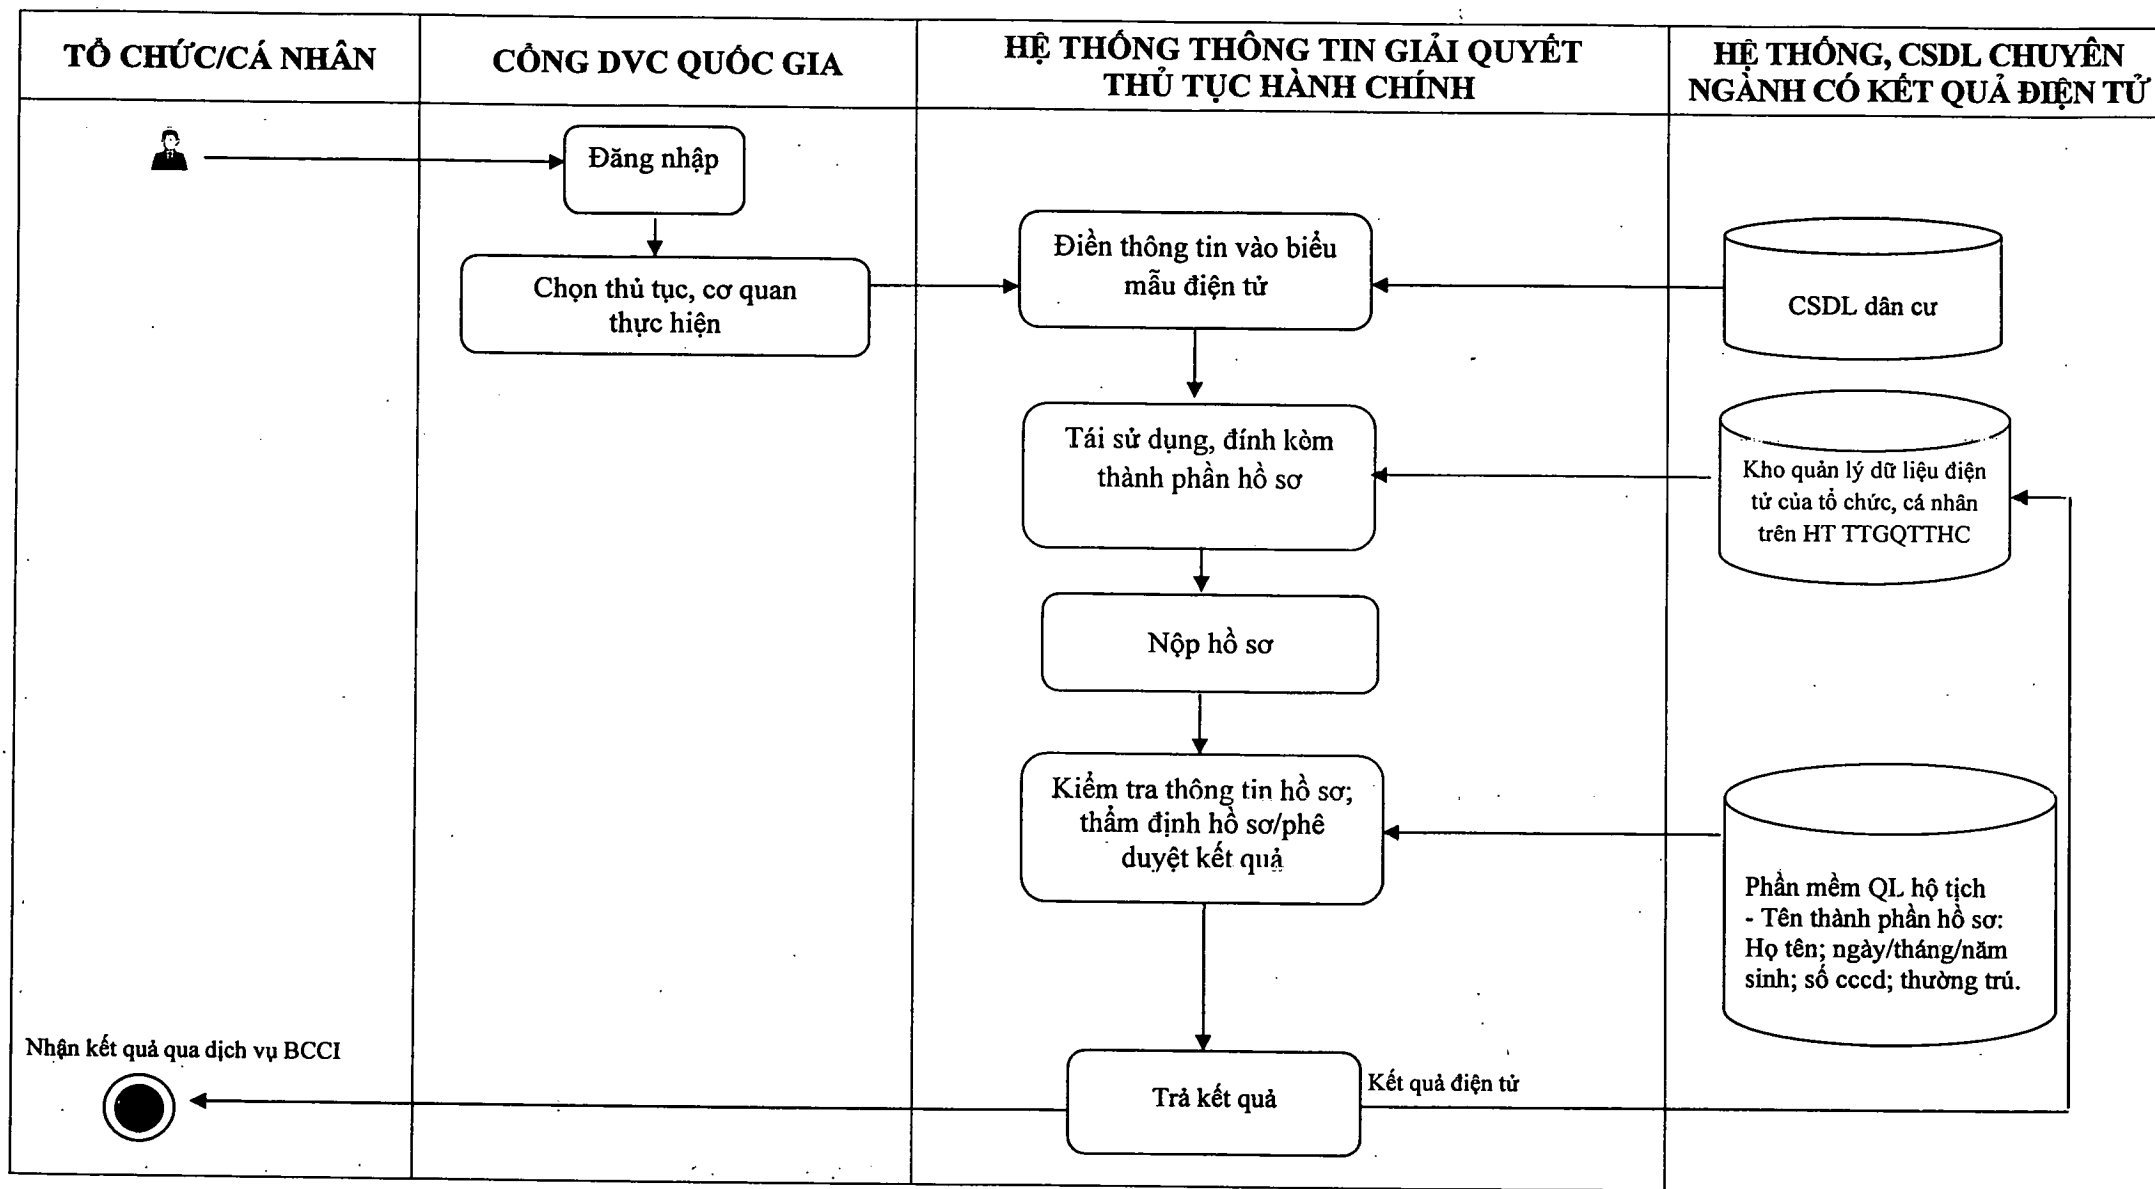 TỔ CHỨC/CÁ NHÂN
CỔNG DVC QUỐC GIA
HỆ THỐNG THÔNG TIN GIẢI QUYẾT
THỦ TỤC HÀNH CHÍNH
HỆ THỐNG, CSDL CHUYÊN
NGÀNH CÓ KẾT QUẢ ĐIỆN TỬ
Đăng nhập
Chọn thủ tục, cơ quan
thực hiện
Điền thông tin vào biểu
mẫu điện tử
CSDL dân cư
Tái sử dụng, đính kèm
thành phần hồ sơ
Kho quản lý dữ liệu điện
tử của tổ chức, cá nhân
trên HT TTGQTTHC
Nộp hồ sơ
Kiểm tra thông tin hồ sơ;
thẩm định hồ sơ/phê
duyệt kết quả
Phần mềm QL hộ tịch
- Tên thành phần hồ sơ:
Họ tên; ngày/tháng/năm
sinh; số cccd; thường trú.
Nhận kết quả qua dịch vụ BCCI
Trả kết quả
Kết quả điện tử